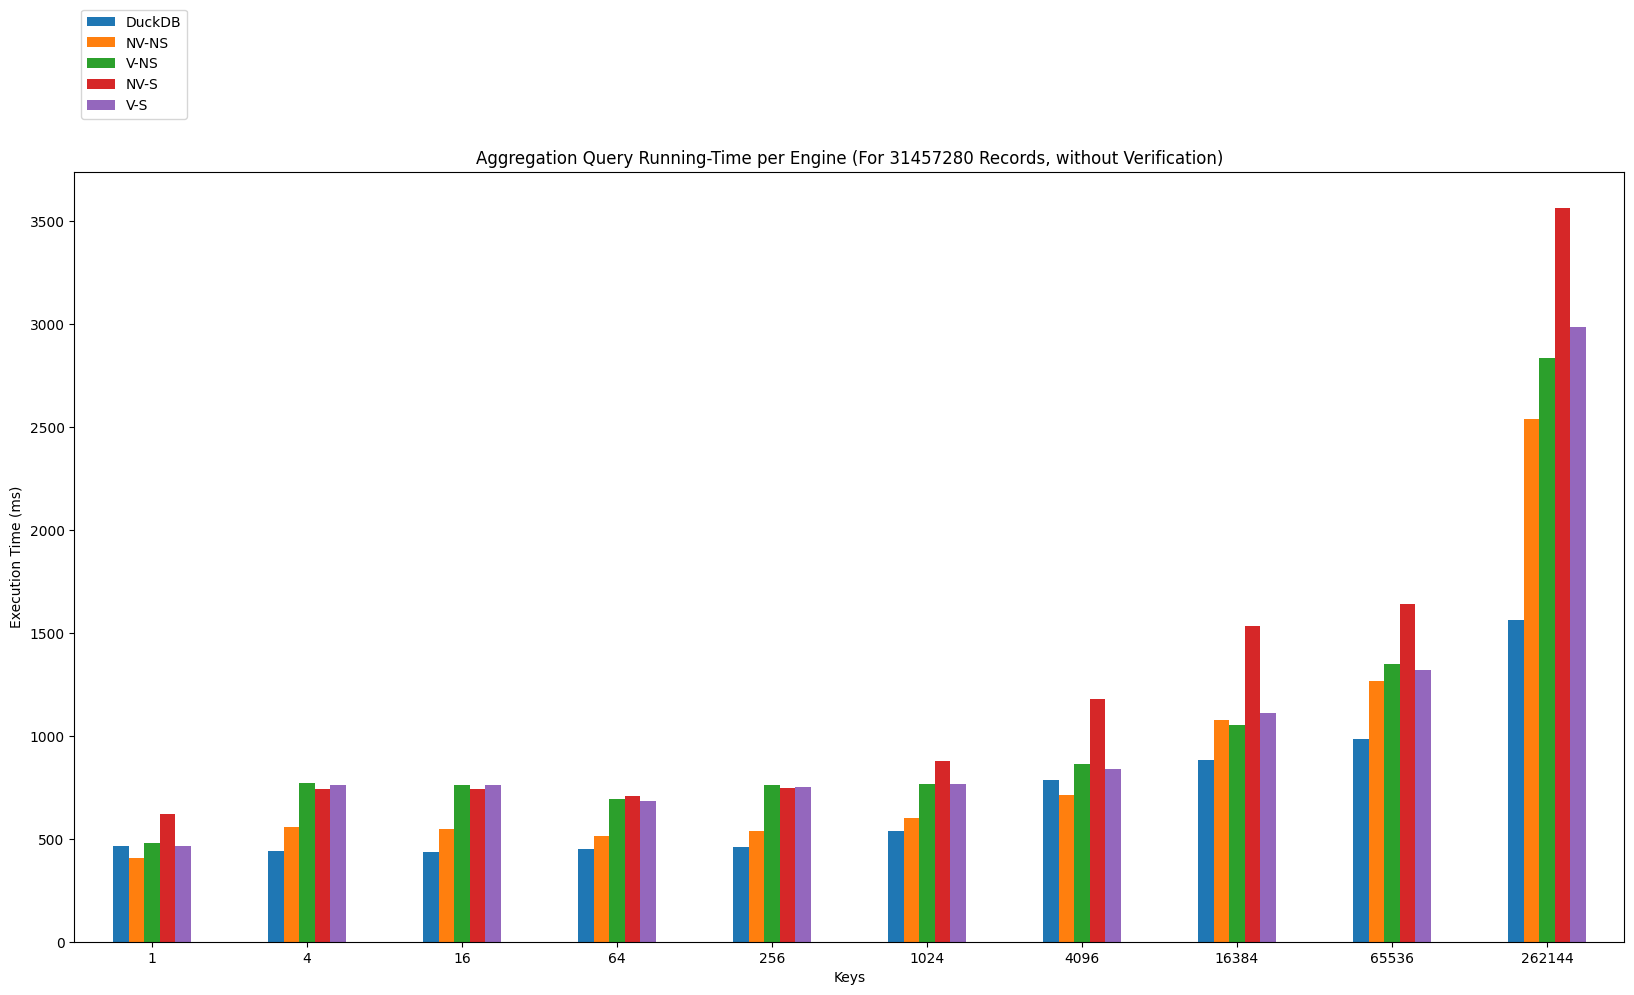 DuckDB
NV-NS
V-NS
NV-S
V-S
Aggregation Query Running-Time per Engine (For 31457280 Records, without Verification)
3500
3000
2500
2000
1500
1000
500
0
Execution Time (ms)
1 4 16 64 256 1024 4096 16384 65536 262144
Keys